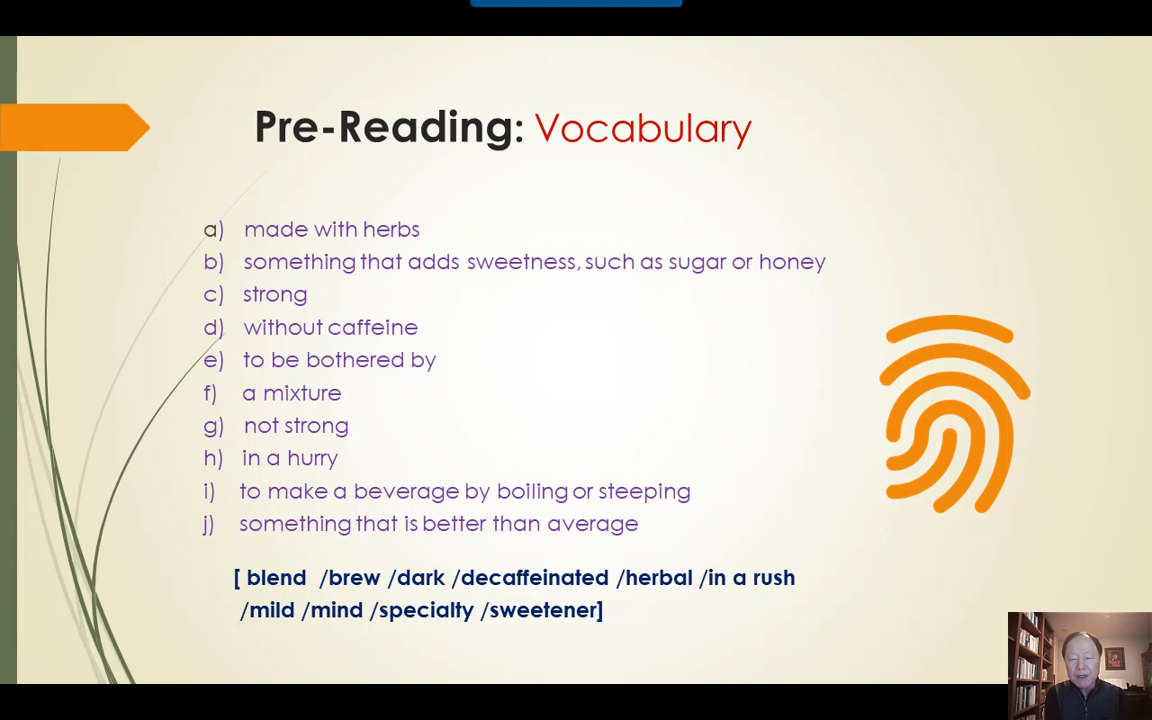 Pre-Reading: Vocabulary
a) made with herbs
b) something that adds sweetness, such as sugar or honey
c) strong
d) without caffeine
e) to be bothered by
f) a mixture
g) not strong
h) in a hurry
i) to make a beverage by boiling or steeping
j) something that is better than average
[ blend /brew /dark /decaffeinated /herbal /in a rush
/mild /mind /specialty /sweetener]